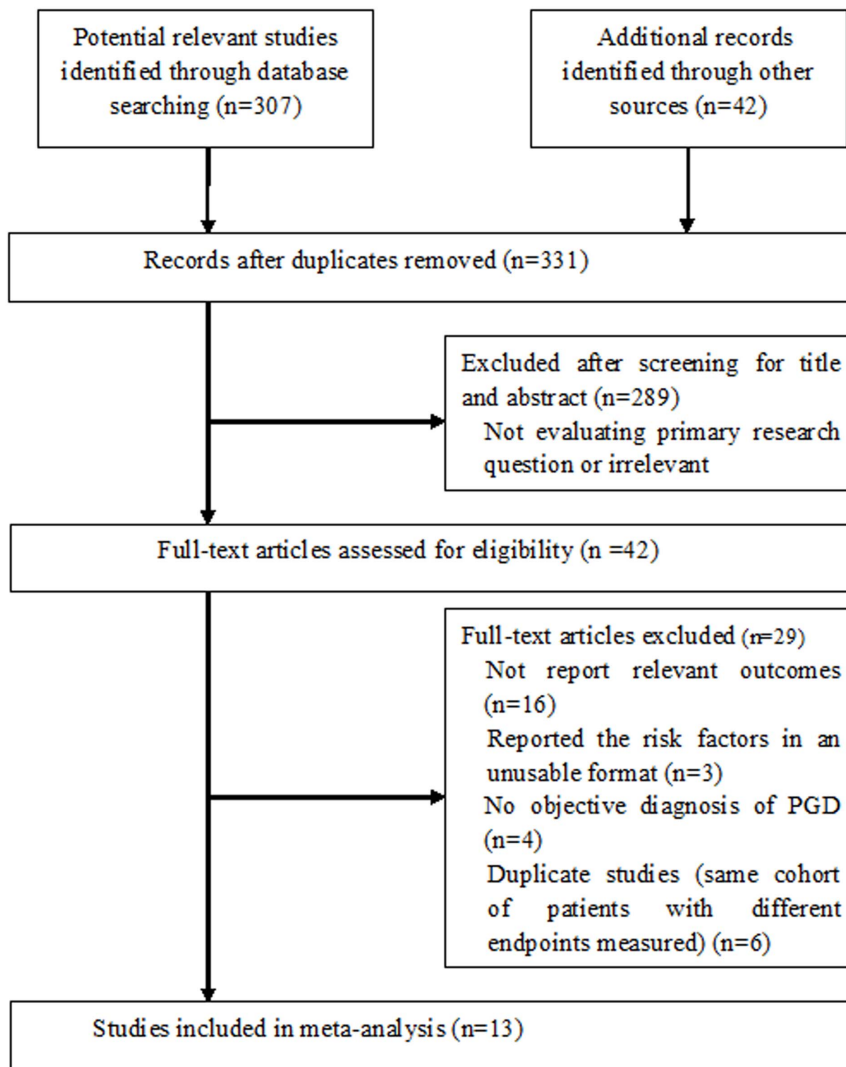 Potential relevant studies
identified through database
searching (n=307)
Additional records
identified through other
sources (n=42)
Records after duplicates removed (n=331)
Excluded after screening for title
and abstract (n=289)
Not evaluating primary research
question or irrelevant
Full-text articles assessed for eligibility (n =42)
Full-text articles excluded (n=29)
Not report relevant outcomes
(n=16)
Reported the risk factors in an
unusable format (n=3)
No objective diagnosis of PGD
(n=4)
Duplicate studies (same cohort
of patients with different
endpoints measured) (n=6)
Studies included in meta-analysis (n=13)